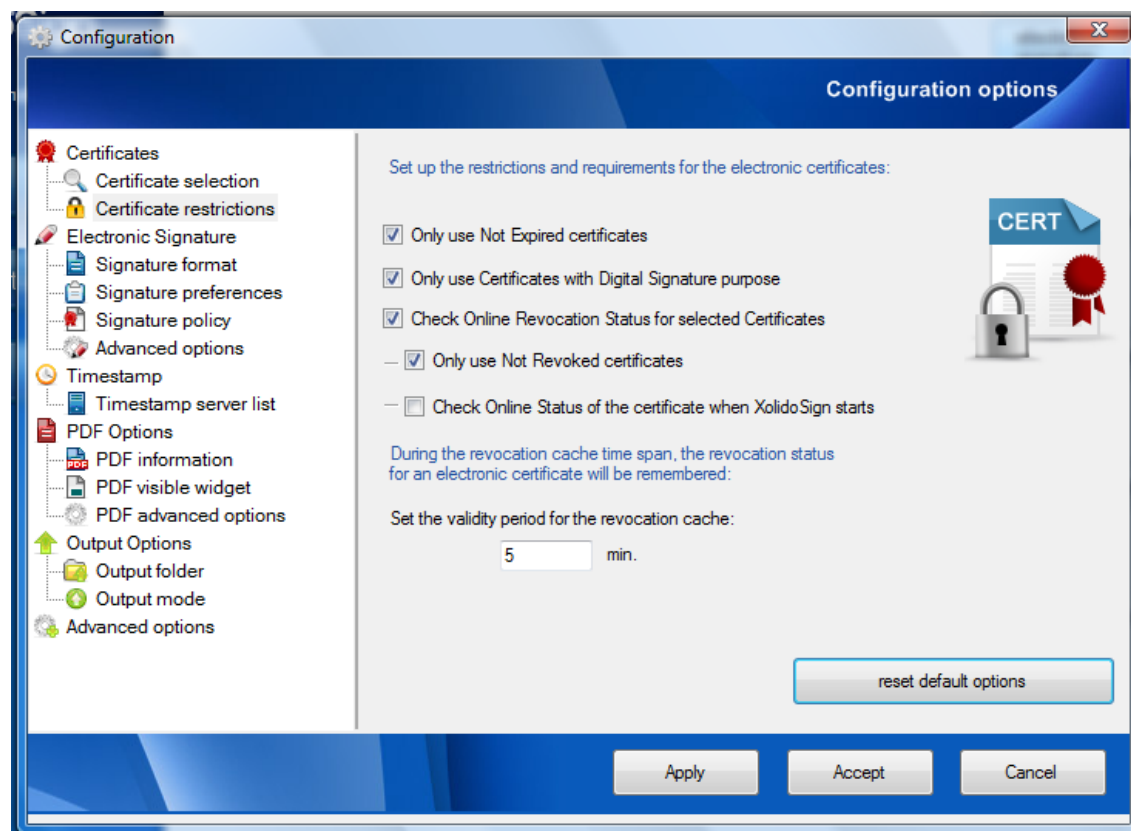 Configuration
Configuration options
Certificates
Certificate selection
Certificate restrictions
Electronic Signature
Signature format
Signature preferences
Signature policy
Advanced options
Timestamp
Timestamp server list
PDF Options
PDF information
PDF visible widget
PDF advanced options
Output Options
Output folder
Output mode
Advanced options
Set up the restrictions and requirements for the electronic certificates:
CERT
Only use Not Expired certificates
Only use Certificates with Digital Signature purpose
Check Online Revocation Status for selected Certificates
Only use Not Revoked certificates
Check Online Status of the certificate when XolidoSign starts
During the revocation cache time span, the revocation status
for an electronic certificate will be remembered:
Set the validity period for the revocation cache:
5 min.
reset default options
Apply Accept Cancel